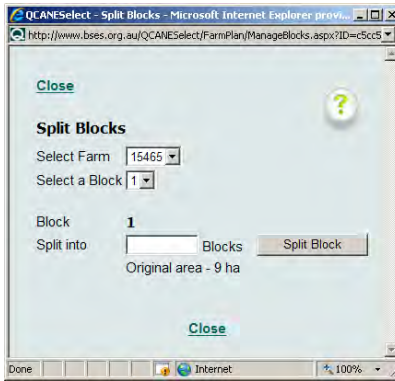 QCANESelect - Split Blocks - Microsoft Internet Explorer provi...
http://www.bses.org.au/QCANESelect/FarmPlan/ManageBlocks.aspx?ID=c5cc5
Close
?
Split Blocks
Select Farm 15465
Select a Block 1
Block 1
Split into Blocks Split Block
Original area - 9 ha
Close
Done Internet 100%